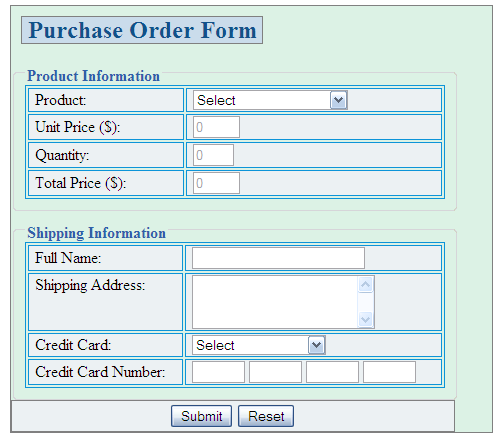 Purchase Order Form
Product Information
Product: Select
Unit Price ($): 0
Quantity: 0
Total Price ($): 0
Shipping Information
Full Name:
Shipping Address:
Credit Card: Select
Credit Card Number:
Submit Reset